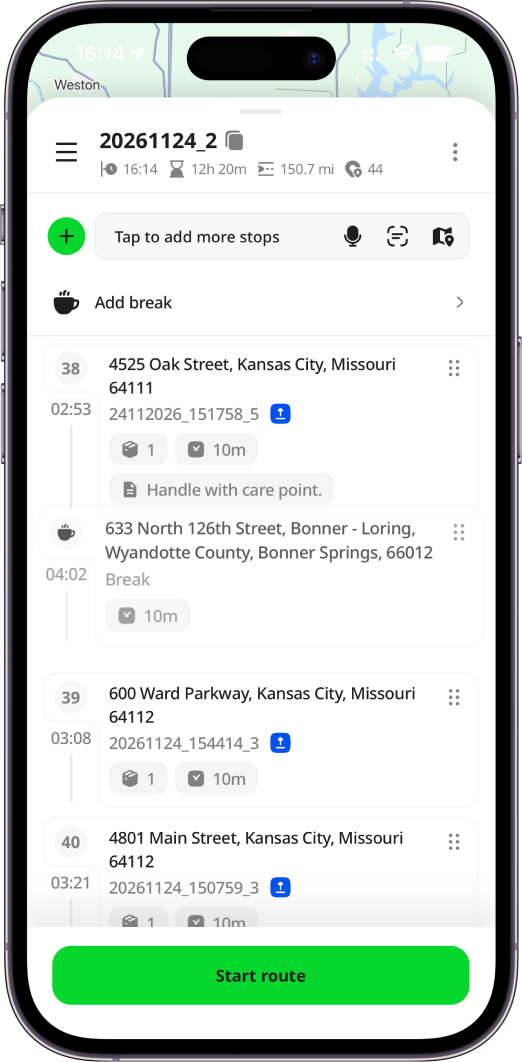 16:14
Weston
20261124_2
16:14 12h 20m 150.7 mi 44
Tap to add more stops
Add break
38
4525 Oak Street, Kansas City, Missouri
64111
02:53
24112026_151758_5
1 10m
Handle with care point.
633 North 126th Street, Bonner - Loring,
Wyandotte County, Bonner Springs, 66012
04:02
Break
10m
39
600 Ward Parkway, Kansas City, Missouri
64112
03:08
20261124_154414_3
1 10m
40
4801 Main Street, Kansas City, Missouri
64112
03:21
20261124_150759_3
1 10m
Start route